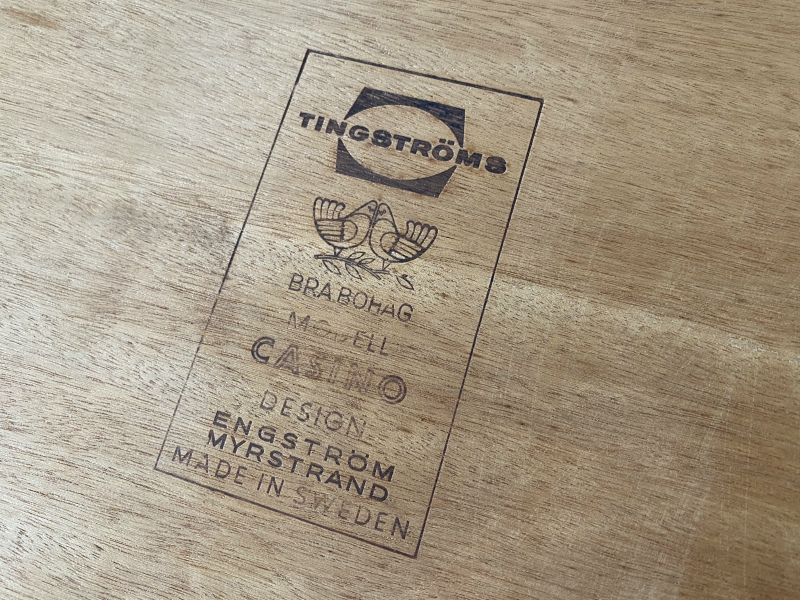 TINGSTRÖMS
BRA BOHAG
MODELL
CASINO
DESIGN
ENGSTRÖM
MYRSTRAND
MADE IN SWEDEN